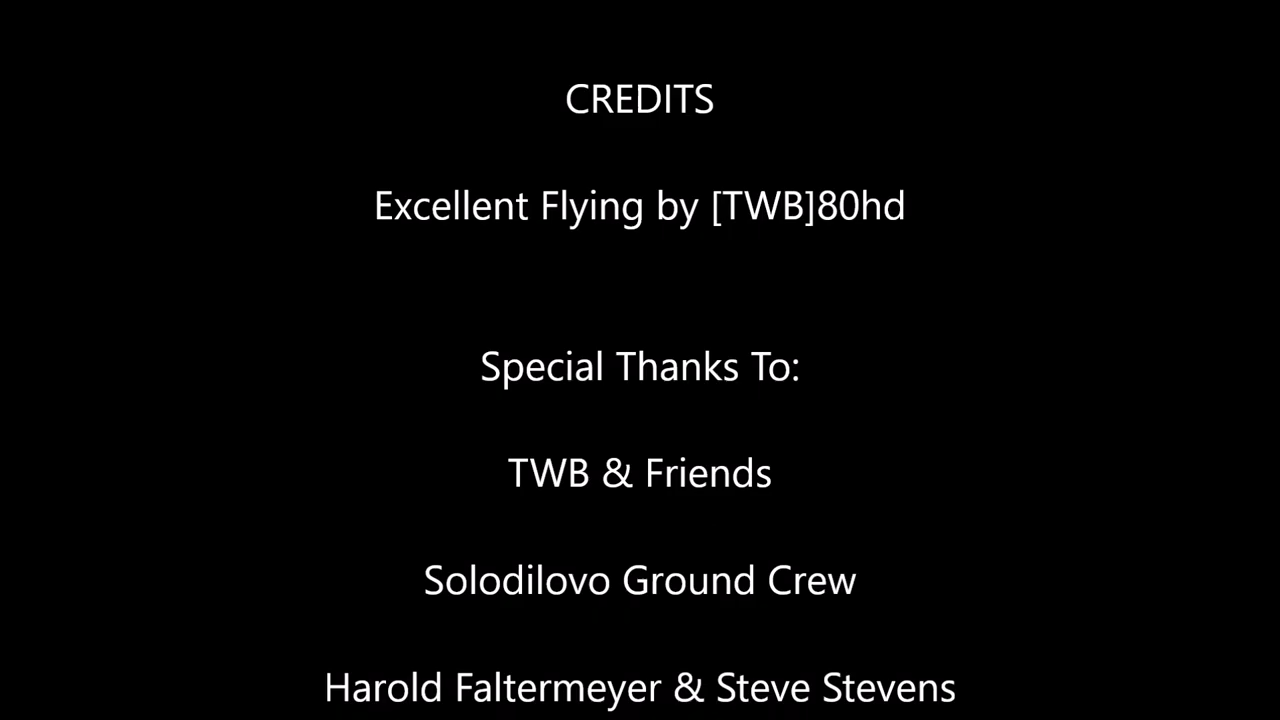 CREDITS
Excellent Flying by [TWB]80hd
Special Thanks To:
TWB & Friends
Solodilovo Ground Crew
Harold Faltermeyer & Steve Stevens